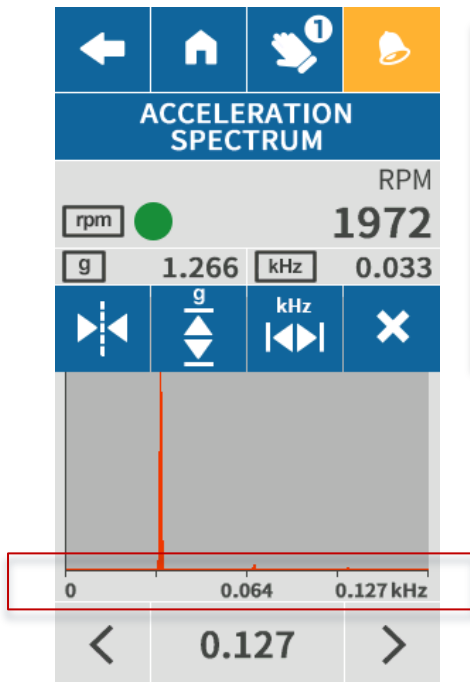 1
ACCELERATION
SPECTRUM
RPM
rpm 1972
g 1.266 kHz 0.033
g kHz
0 0.064 0.127 kHz
0.127